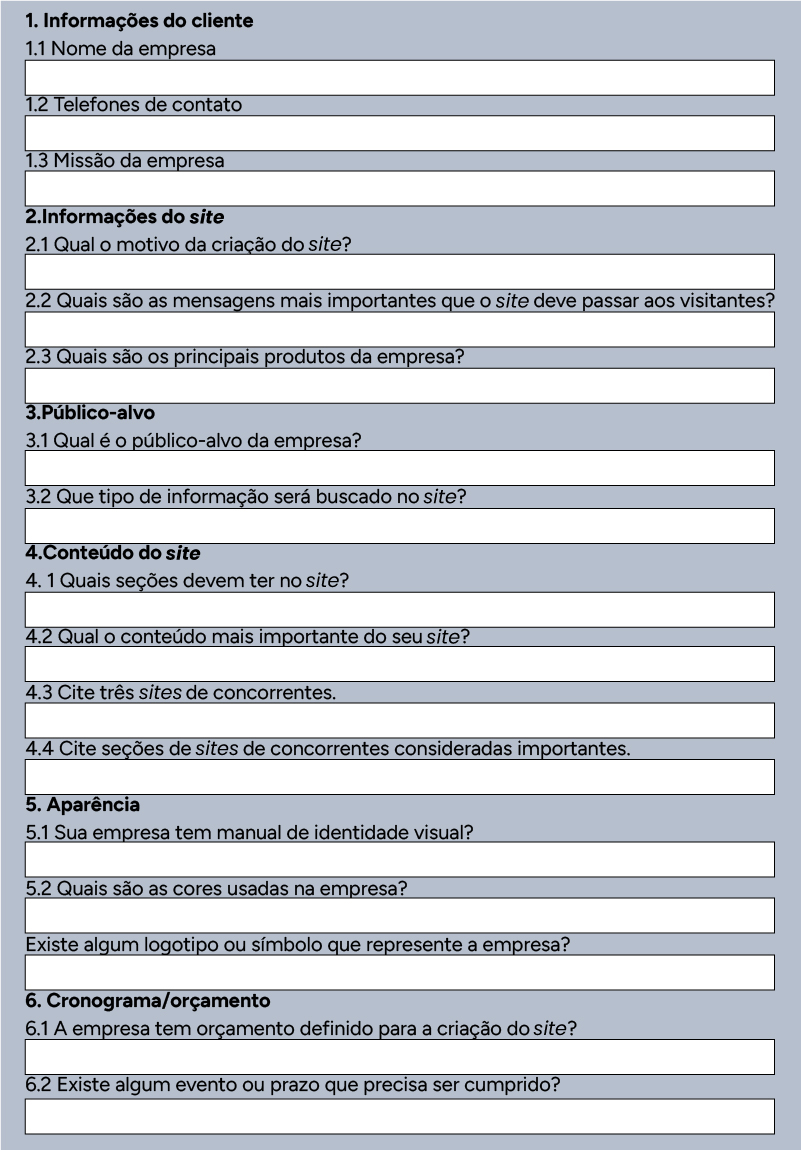 1. Informações do cliente
1.1 Nome da empresa
1.2 Telefones de contato
1.3 Missão da empresa
2.Informações do site
2.1 Qual o motivo da criação do site?
2.2 Quais são as mensagens mais importantes que o site deve passar aos visitantes?
2.3 Quais são os principais produtos da empresa?
3.Público-alvo
3.1 Qual é o público-alvo da empresa?
3.2 Que tipo de informação será buscado no site?
4.Conteúdo do site
4. 1 Quais seções devem ter no site?
4.2 Qual o conteúdo mais importante do seu site?
4.3 Cite três sites de concorrentes.
4.4 Cite seções de sites de concorrentes consideradas importantes.
5. Aparência
5.1 Sua empresa tem manual de identidade visual?
5.2 Quais são as cores usadas na empresa?
Existe algum logotipo ou símbolo que represente a empresa?
6. Cronograma/orçamento
6.1 A empresa tem orçamento definido para a criação do site?
6.2 Existe algum evento ou prazo que precisa ser cumprido?